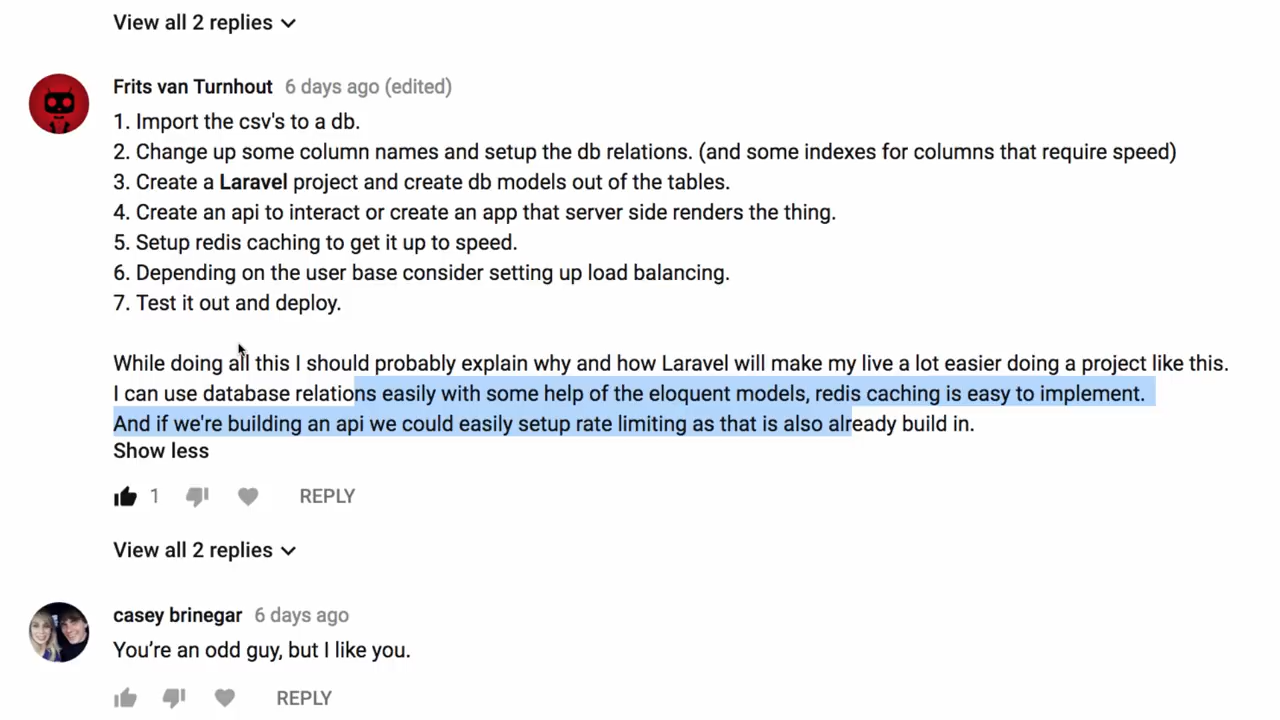 View all 2 replies
Frits van Turnhout 6 days ago (edited)
1. Import the csv's to a db.
2. Change up some column names and setup the db relations. (and some indexes for columns that require speed)
3. Create a Laravel project and create db models out of the tables.
4. Create an api to interact or create an app that server side renders the thing.
5. Setup redis caching to get it up to speed.
6. Depending on the user base consider setting up load balancing.
7. Test it out and deploy.
While doing all this I should probably explain why and how Laravel will make my live a lot easier doing a project like this.
I can use database relations easily with some help of the eloquent models, redis caching is easy to implement.
And if we're building an api we could easily setup rate limiting as that is also already build in.
Show less
1 REPLY
View all 2 replies
casey brinegar 6 days ago
You’re an odd guy, but I like you.
REPLY